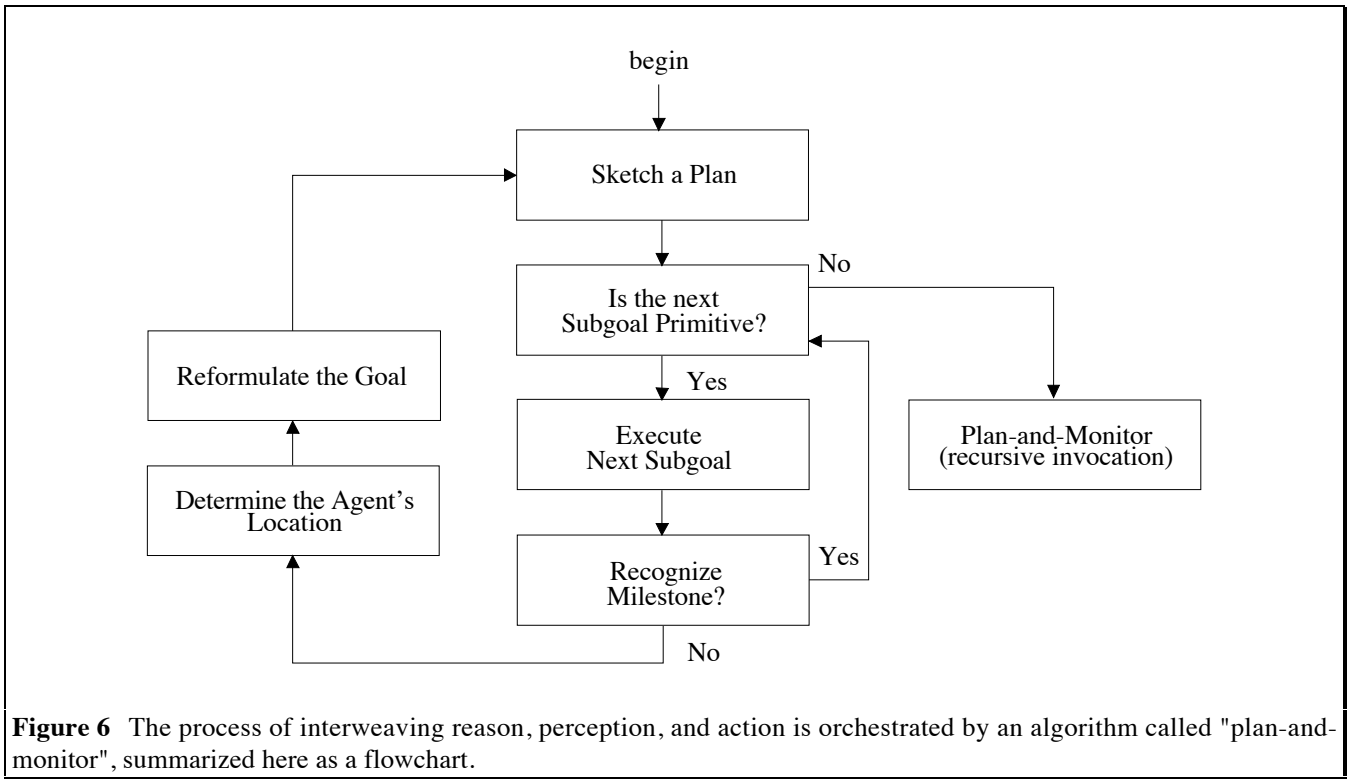 begin
Sketch a Plan
No
Is the next
Subgoal Primitive?
Reformulate the Goal
Yes
Execute
Next Subgoal
Plan-and-Monitor
(recursive invocation)
Determine the Agent's
Location
Yes
Recognize
Milestone?
No
Figure 6 The process of interweaving reason, perception, and action is orchestrated by an algorithm called "plan-and-
monitor", summarized here as a flowchart.